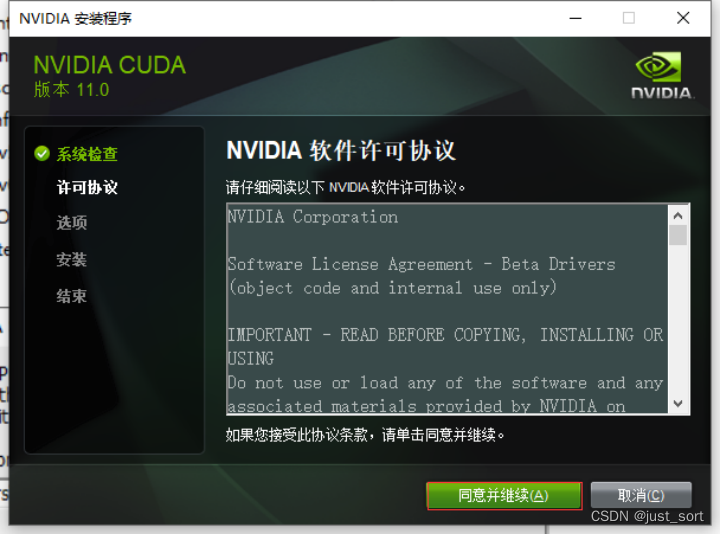 NVIDIA 安装程序
NVIDIA CUDA
版本 11.0
NVIDIA.
系统检查
许可协议
选项
安装
结束
NVIDIA 软件许可协议
请仔细阅读以下 NVIDIA 软件许可协议。
NVIDIA Corporation
Software License Agreement - Beta Drivers
(object code and internal use only)
IMPORTANT - READ BEFORE COPYING, INSTALLING OR
USING
Do not use or load any of the software and any
associated materials provided by NVIDIA on
如果您接受此协议条款，请单击同意并继续。
同意并继续(A)
取消(C)
CSDN @just_sort